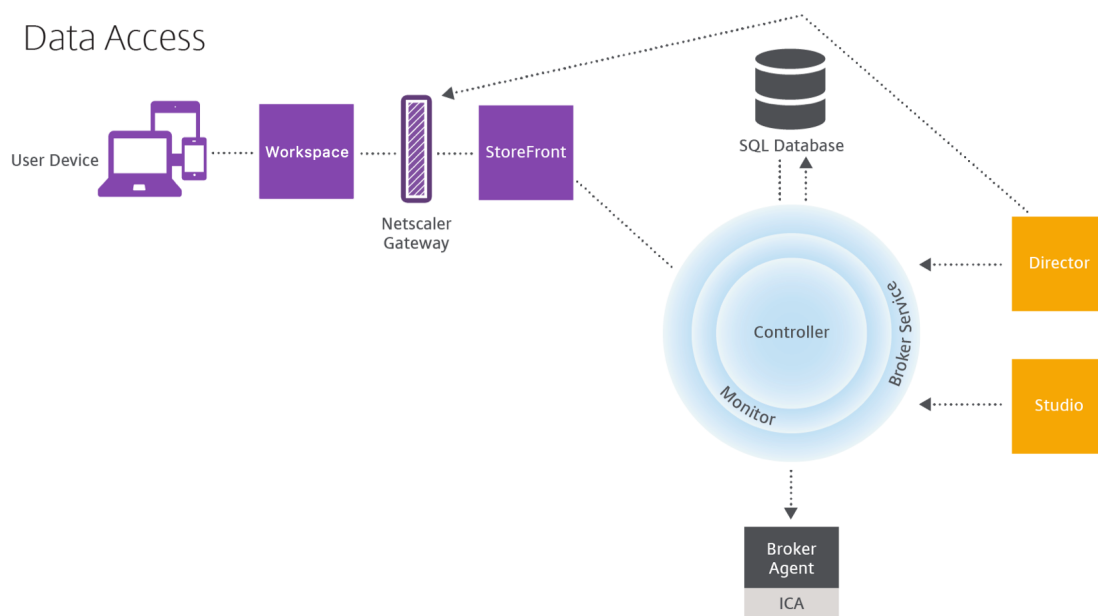 Data Access
User Device
Workspace
Netscaler
Gateway
StoreFront
SQL Database
Controller
Monitor
Broker Service
Director
Studio
Broker
Agent
ICA